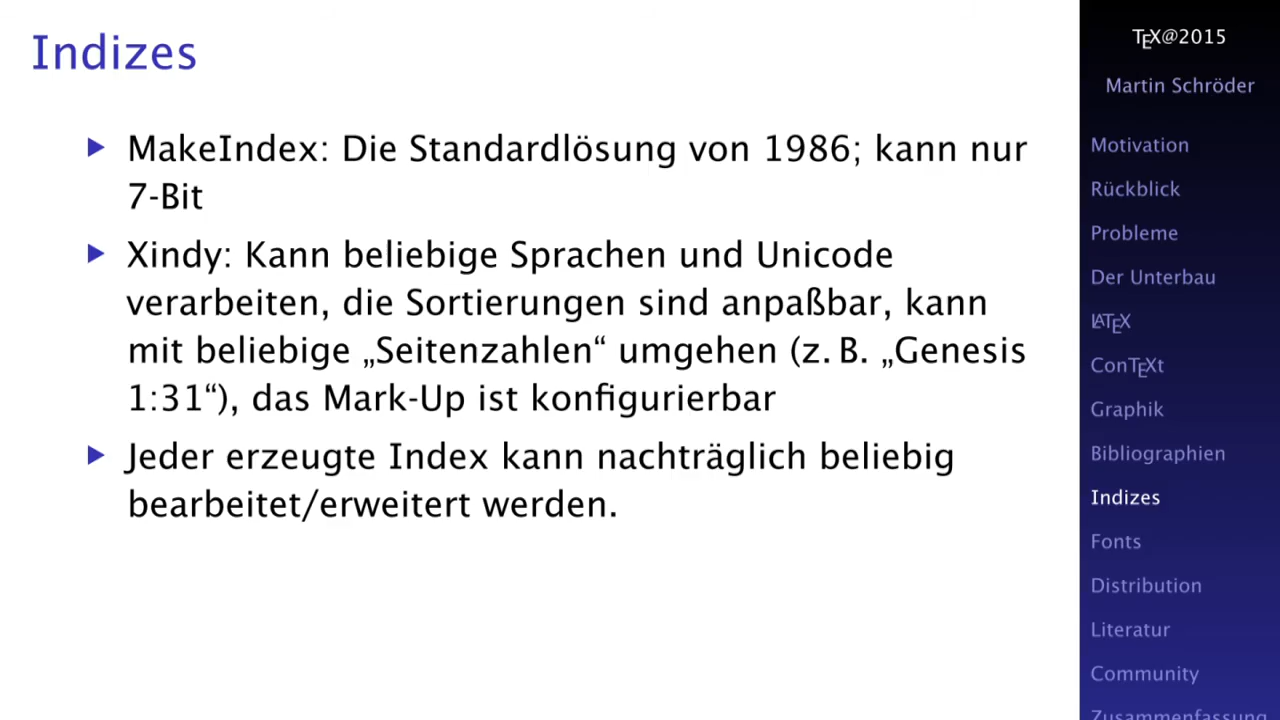 Indizes
▶ MakeIndex: Die Standardlösung von 1986; kann nur
7-Bit
▶ Xindy: Kann beliebige Sprachen und Unicode
verarbeiten, die Sortierungen sind anpaßbar, kann
mit beliebige „Seitenzahlen“ umgehen (z. B. „Genesis
1:31“), das Mark-Up ist konfigurierbar
▶ Jeder erzeugte Index kann nachträglich beliebig
bearbeitet/erweitert werden.
TEX@2015
Martin Schröder
Motivation
Rückblick
Probleme
Der Unterbau
LATEX
ConTEXt
Graphik
Bibliographien
Indizes
Fonts
Distribution
Literatur
Community
Zusammenfassung